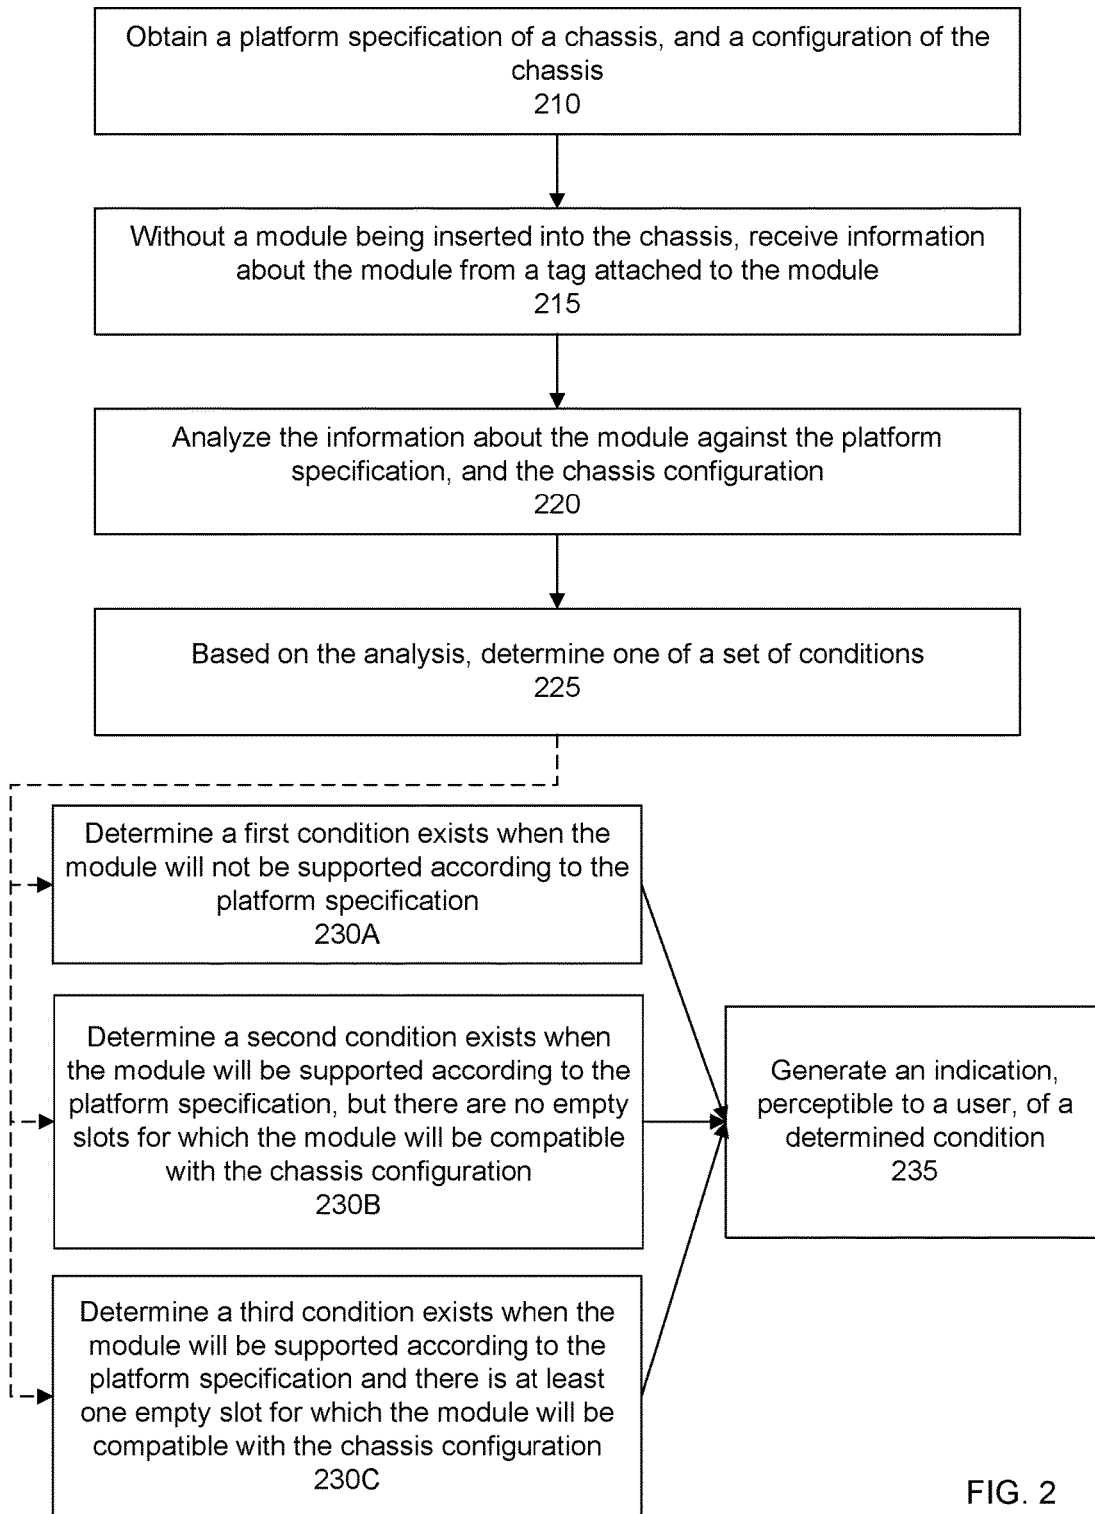 Obtain a platform specification of a chassis, and a configuration of the
chassis
210
Without a module being inserted into the chassis, receive information
about the module from a tag attached to the module
215
Analyze the information about the module against the platform
specification, and the chassis configuration
220
Based on the analysis, determine one of a set of conditions
225
Determine a first condition exists when the
module will not be supported according to the
platform specification
230A
Determine a second condition exists when
the module will be supported according to the
platform specification, but there are no empty
slots for which the module will be compatible
with the chassis configuration
230B
Determine a third condition exists when the
module will be supported according to the
platform specification and there is at least
one empty slot for which the module will be
compatible with the chassis configuration
230C
Generate an indication,
perceptible to a user, of a
determined condition
235
FIG. 2